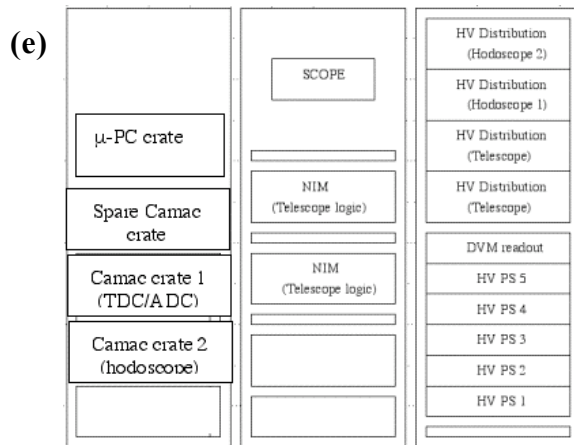 (e)
μ-PC crate
Spare Camac
crate
Camac crate 1
(TDC/ADC)
Camac crate 2
(hodoscope)
SCOPE
NIM
(Telescope logic)
NIM
(Telescope logic)
HV Distribution
(Hodoscope 2)
HV Distribution
(Hodoscope 1)
HV Distribution
(Telescope)
HV Distribution
(Telescope)
DVM readout
HV PS 5
HV PS 4
HV PS 3
HV PS 2
HV PS 1